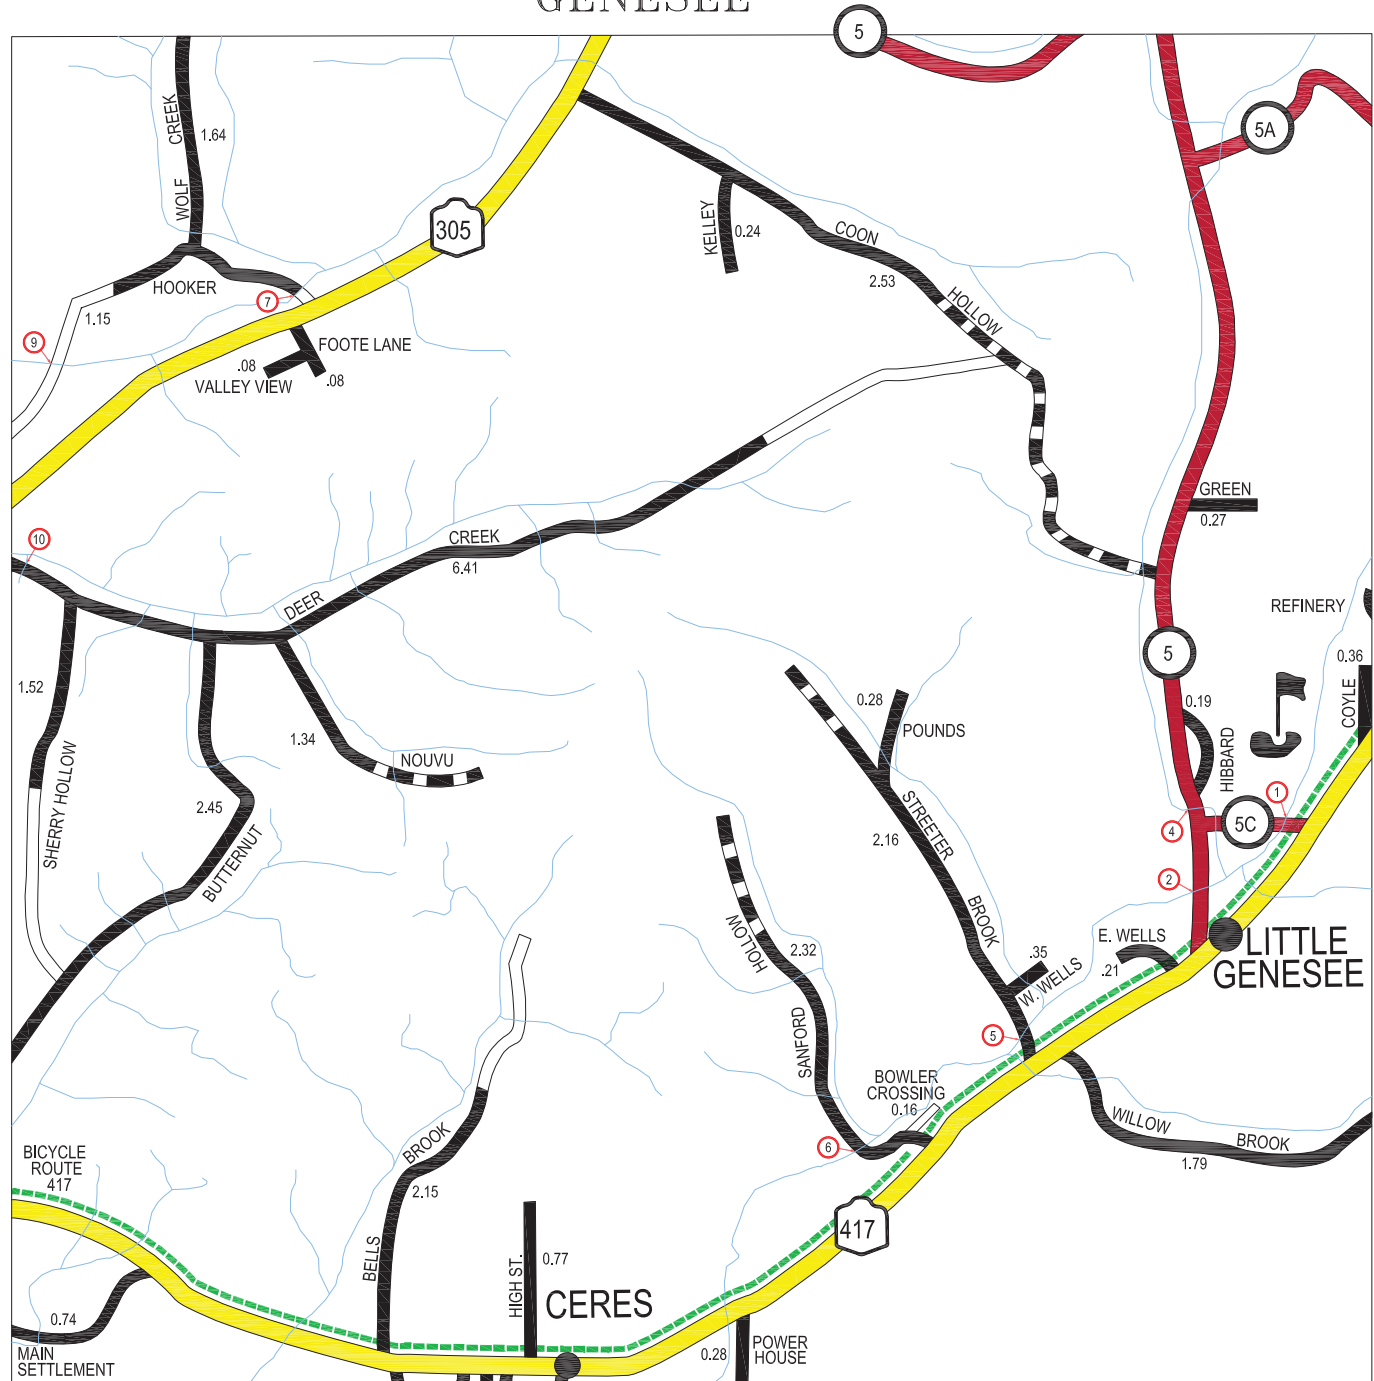 GENESEE
5
5A
CREEK
1.64
WOLF
305
KELLEY
0.24
COON
2.53
HOLLOW
HOOKER
7
1.15
9
FOOTE LANE
.08
VALLEY VIEW
.08
GREEN
0.27
10
CREEK
6.41
DEER
REFINERY
5
0.36
COYLE
1.52
SHERRY HOLLOW
1.34
NOUVU
0.28
POUNDS
0.19
HIBBARD
2.45
BUTTERNUT
STREETER
2.16
BROOK
1
5C
4
2
HOLLOW
2.32
SANFORD
E. WELLS
.21
.35
W. WELLS
LITTLE
GENESEE
5
BOWLER
CROSSING
0.16
6
WILLOW
BROOK
1.79
BICYCLE
ROUTE
417
BROOK
2.15
BELLS
417
HIGH ST.
0.77
CERES
0.74
MAIN
SETTLEMENT
0.28
POWER
HOUSE